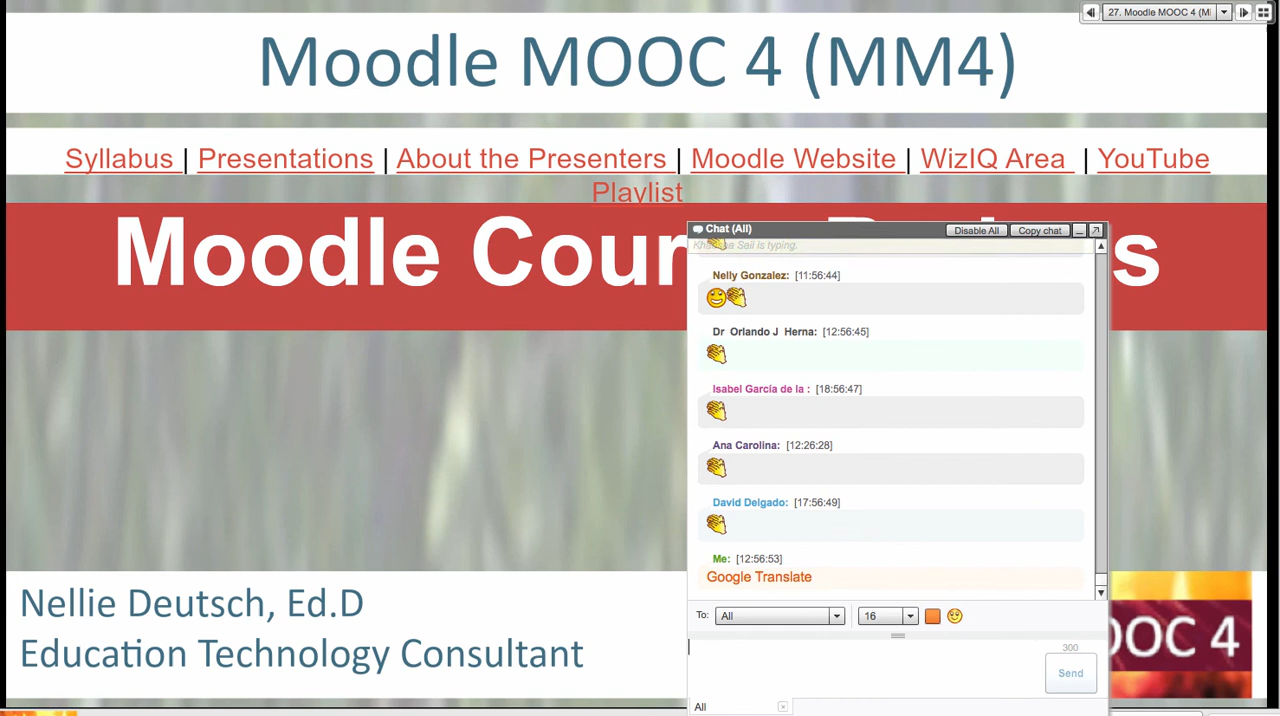 27. Moodle MOOC 4 (M
Moodle MOOC 4 (MM4)
Syllabus | Presentations | About the Presenters | Moodle Website | WizIQ Area | YouTube
Playlist
Moodle Cour
s
Chat (All)
Disable All
Copy chat
Sail is typing.
Nelly Gonzalez: [11:56:44]
Dr Orlando J Herna: [12:56:45]
Isabel García de la : [18:56:47]
Ana Carolina: [12:26:28]
David Delgado: [17:56:49]
Me: [12:56:53]
Google Translate
To: All
16
300
Send
All
Nellie Deutsch, Ed.D
Education Technology Consultant
OOC 4